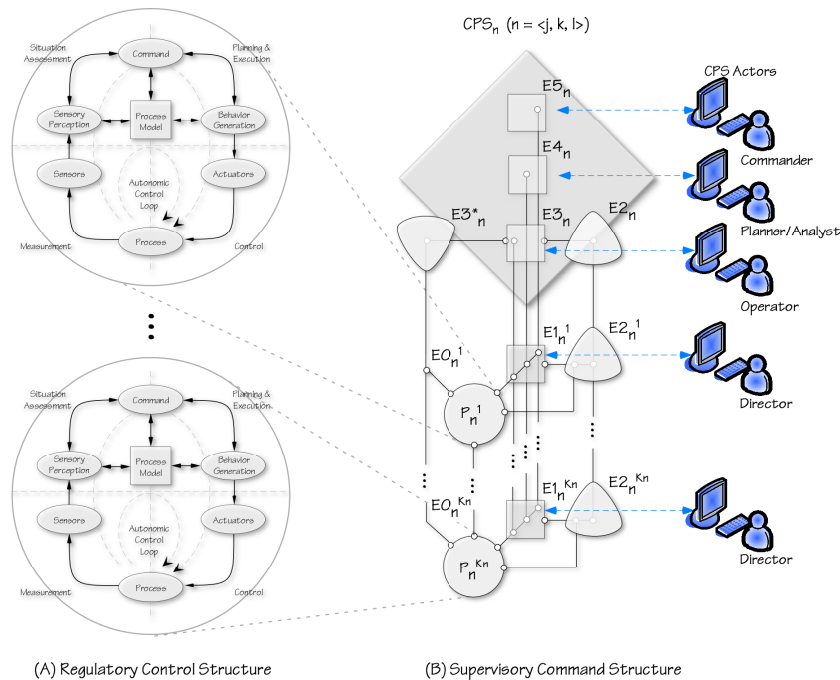 CPSn (n = <j, k, l>)
Situation
Assessment
Command
Planning &
Execution
Sensory
Perception
Process
Model
Behavior
Generation
Sensors
Autonomic
Control
Loop
Actuators
Measurement
Process
Control
Situation
Assessment
Command
Planning &
Execution
Sensory
Perception
Process
Model
Behavior
Generation
Sensors
Autonomic
Control
Loop
Actuators
Measurement
Process
Control
E5n
CPS Actors
E4n
Commander
E3*n
E3n
E2n
Planner/Analyst
Operator
E0n1
E1n1
E2n1
Pn1
Director
E0nKn
E1nKn
E2nKn
PnKn
Director
(A) Regulatory Control Structure
(B) Supervisory Command Structure